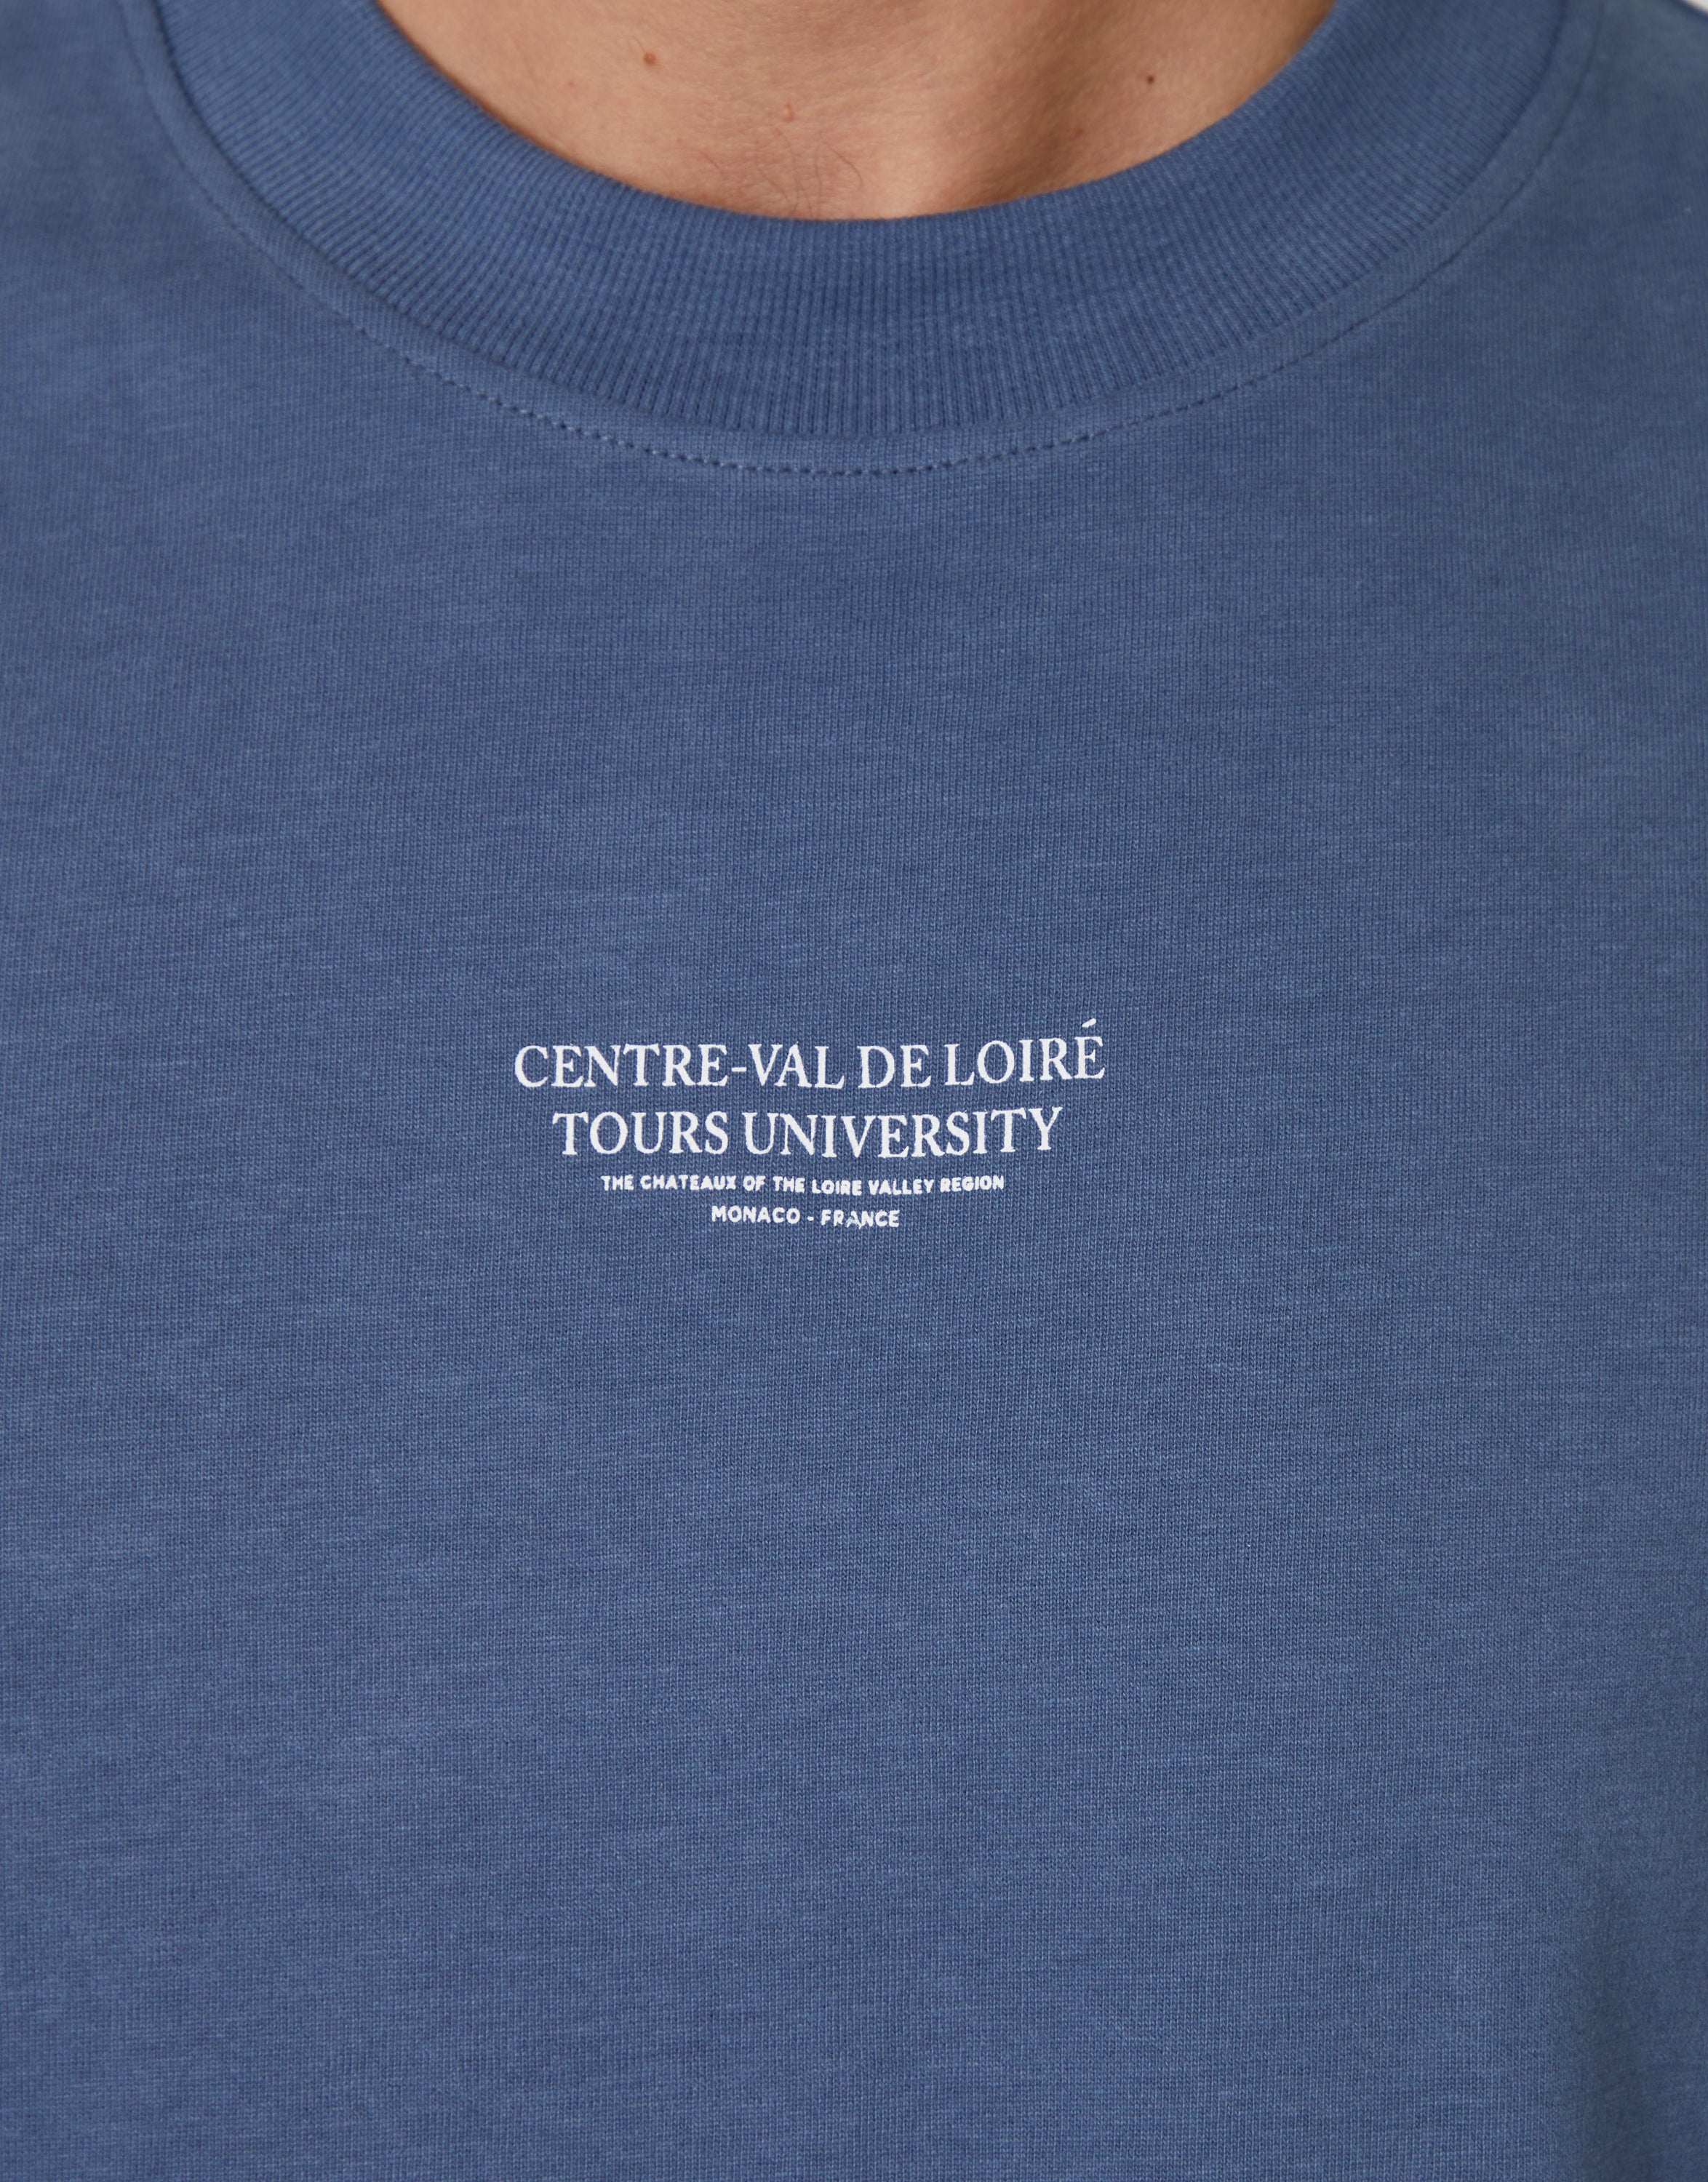 CENTRE-VAL DE LOIRÉ
TOURS UNIVERSITY
THE CHATEAUX OF THE LOIRE VALLEY REGION
MONACO - FRANCE